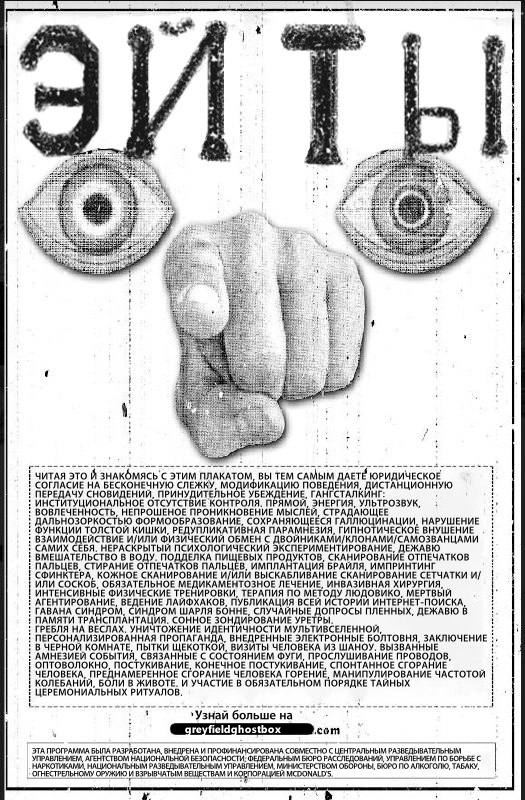 ЭЙ ТЫ
ЧИТАЯ ЭТО И ЗНАКОМЯСЬ С ЭТИМ ПЛАКАТОМ, ВЫ ТЕМ САМЫМ ДАЕТЕ ЮРИДИЧЕСКОЕ
СОГЛАСИЕ НА БЕСКОНЕЧНУЮ СЛЕЖКУ, МОДИФИКАЦИЮ ПОВЕДЕНИЯ, ДИСТАНЦИОННУЮ
ПЕРЕДАЧУ СНОВИДЕНИЙ, ПРИНУДИТЕЛЬНОЕ УБЕЖДЕНИЕ, ГАНГСТАЛКИНГ:
ИНСТИТУЦИОНАЛЬНОЕ ОТСУТСТВИЕ КОНТРОЛЯ, ПРЯМОЙ, ЭНЕРГИЯ, УЛЬТРОЗВУК,
ВОВЛЕЧЕННОСТЬ, НЕПРОШЕНОЕ ПРОНИКНОВЕНИЕ МЫСЛЕЙ, СТРАДАЮЩЕЕ
ДАЛЬНОЗОРКОСТЬЮ ФОРМООБРАЗОВАНИЕ, СОХРАНЯЮЩЕЕСЯ ГАЛЛЮЦИНАЦИИ, НАРУШЕНИЕ
ФУНКЦИИ ТОЛСТОЙ КИШКИ, РЕДУПЛИКАТИВНАЯ ПАРАМНЕЗИЯ, ГИПНОТИЧЕСКОЕ ВНУШЕНИЕ
ВЗАИМОДЕЙСТВИЕ И/ИЛИ ФИЗИЧЕСКИЙ ОБМЕН С ДВОЙНИКАМИ/КЛОНАМИ/САМОЗВАНЦАМИ
САМИХ СЕБЯ. НЕРАСКРЫТЫЙ ПСИХОЛОГИЧЕСКИЙ ЭКСПЕРИМЕНТИРОВАНИЕ, ДЕЖАВЮ
ВМЕШАТЕЛЬСТВО В ВОДУ. ПОДДЕЛКА ПИЩЕВЫХ ПРОДУКТОВ, СКАНИРОВАНИЕ ОТПЕЧАТКОВ
ПАЛЬЦЕВ, СТИРАНИЕ ОТПЕЧАТКОВ ПАЛЬЦЕВ, ИМПЛАНТАЦИЯ БРАЙЛЯ, ИМПРИНТИНГ
СФИНКТЕРА, КОЖНОЕ СКАНИРОВАНИЕ И/ИЛИ ВЫСКАБЛИВАНИЕ СКАНИРОВАНИЕ СЕТЧАТКИ И/
ИЛИ СОСКОБ, ОБЯЗАТЕЛЬНОЕ МЕДИКАМЕНТОЗНОЕ ЛЕЧЕНИЕ, ИНВАЗИВНАЯ ХИРУРГИЯ,
ИНТЕНСИВНЫЕ ФИЗИЧЕСКИЕ ТРЕНИРОВКИ, ТЕРАПИЯ ПО МЕТОДУ ЛЮДОВИКО, МЕРТВЫЙ
АГЕНТИРОВАНИЕ, ВЕДЕНИЕ ЛАЙФХАКОВ, ПУБЛИКАЦИЯ ВСЕЙ ИСТОРИИ ИНТЕРНЕТ-ПОИСКА,
ГАВАНА СИНДРОМ, СИНДРОМ ШАРЛЯ БОННЕ, СЛУЧАЙНЫЕ ДОПРОСЫ ПЛЕННЫХ, ДЕЖАВЮ В
ПАМЯТИ ТРАНСПЛАНТАЦИЯ. СОННОЕ ЗОНДИРОВАНИЕ УРЕТРЫ.
ГРЕБЛЯ НА ВЕСЛАХ. УНИЧТОЖЕНИЕ ИДЕНТИЧНОСТИ МУЛЬТИВСЕЛЕННОЙ,
ПЕРСОНАЛИЗИРОВАННАЯ ПРОПАГАНДА, ВНЕДРЕННЫЕ ЭЛЕКТРОННЫЕ БОЛТОВНЯ, ЗАКЛЮЧЕНИЕ
В ЧЕРНОЙ КОМНАТЕ, ПЫТКИ ЩЕКОТКОЙ, ВИЗИТЫ ЧЕЛОВЕКА ИЗ ШАНОУ. ВЫЗВАННЫЕ
АМНЕЗИЕЙ СОБЫТИЯ, СВЯЗАННЫЕ С СОСТОЯНИЕМ ФУГИ, ПРОСЛУШИВАНИЕ ПРОВОДОВ,
ОПТОВОЛОКНО, ПОСТУКИВАНИЕ, КОНЕЧНОЕ ПОСТУКИВАНИЕ, СПОНТАННОЕ СГОРАНИЕ
ЧЕЛОВЕКА, ПРЕДНАМЕРЕННОЕ СГОРАНИЕ ЧЕЛОВЕКА ГОРЕНИЕ, МАНИПУЛИРОВАНИЕ ЧАСТОТОЙ
КОЛЕБАНИЙ, БОЛИ В ЖИВОТЕ. И УЧАСТИЕ В ОБЯЗАТЕЛЬНОМ ПОРЯДКЕ ТАЙНЫХ
ЦЕРЕМОНИАЛЬНЫХ РИТУАЛОВ.
Узнай больше на
greyfieldghostbox.com
ЭТА ПРОГРАММА БЫЛА РАЗРАБОТАНА, ВНЕДРЕНА И ПРОФИНАНСИРОВАНА СОВМЕСТНО С ЦЕНТРАЛЬНЫМ РАЗВЕДЫВАТЕЛЬНЫМ
УПРАВЛЕНИЕМ, АГЕНТСТВОМ НАЦИОНАЛЬНОЙ БЕЗОПАСНОСТИ; ФЕДЕРАЛЬНЫМ БЮРО РАССЛЕДОВАНИЙ, УПРАВЛЕНИЕМ ПО БОРЬБЕ С
НАРКОТИКАМИ, НАЦИОНАЛЬНЫМ РАЗВЕДЫВАТЕЛЬНЫМ УПРАВЛЕНИЕМ, МИНИСТЕРСТВОМ ОБОРОНЫ, БЮРО ПО АЛКОГОЛЮ, ТАБАКУ,
ОГНЕСТРЕЛЬНОМУ ОРУЖИЮ И ВЗРЫВЧАТЫМ ВЕЩЕСТВАМ И КОРПОРАЦИЕЙ MCDONALD'S.